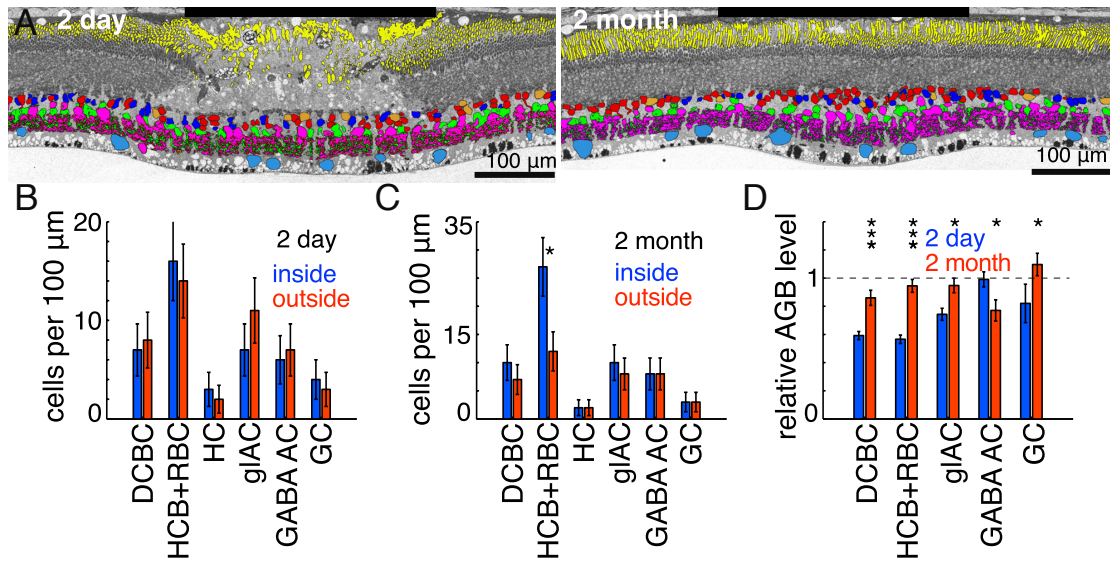 A
2 day
2 month
100 µm
100 µm
B
cells per 100 µm
20
10
0
2 day
inside
outside
DCBC
HCB+RBC
HC
glAC
GABA AC
GC
C
cells per 100 µm
35
15
0
2 month
inside
outside
*
DCBC
HCB+RBC
HC
glAC
GABA AC
GC
D
relative AGB level
1
0
***
***
*
*
*
2 day
2 month
DCBC
HCB+RBC
glAC
GABA AC
GC